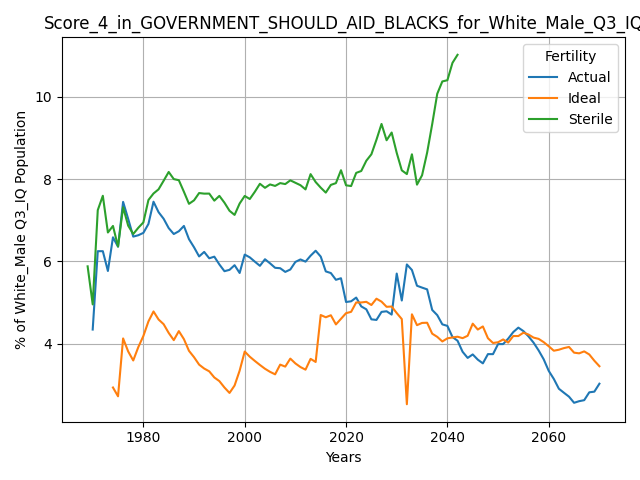 Score_4_in_GOVERNMENT_SHOULD_AID_BLACKS_for_White_Male_Q3_IQ
% of White_Male Q3_IQ Population
10
8
6
4
Fertility
Actual
Ideal
Sterile
1980 2000 2020 2040 2060
Years